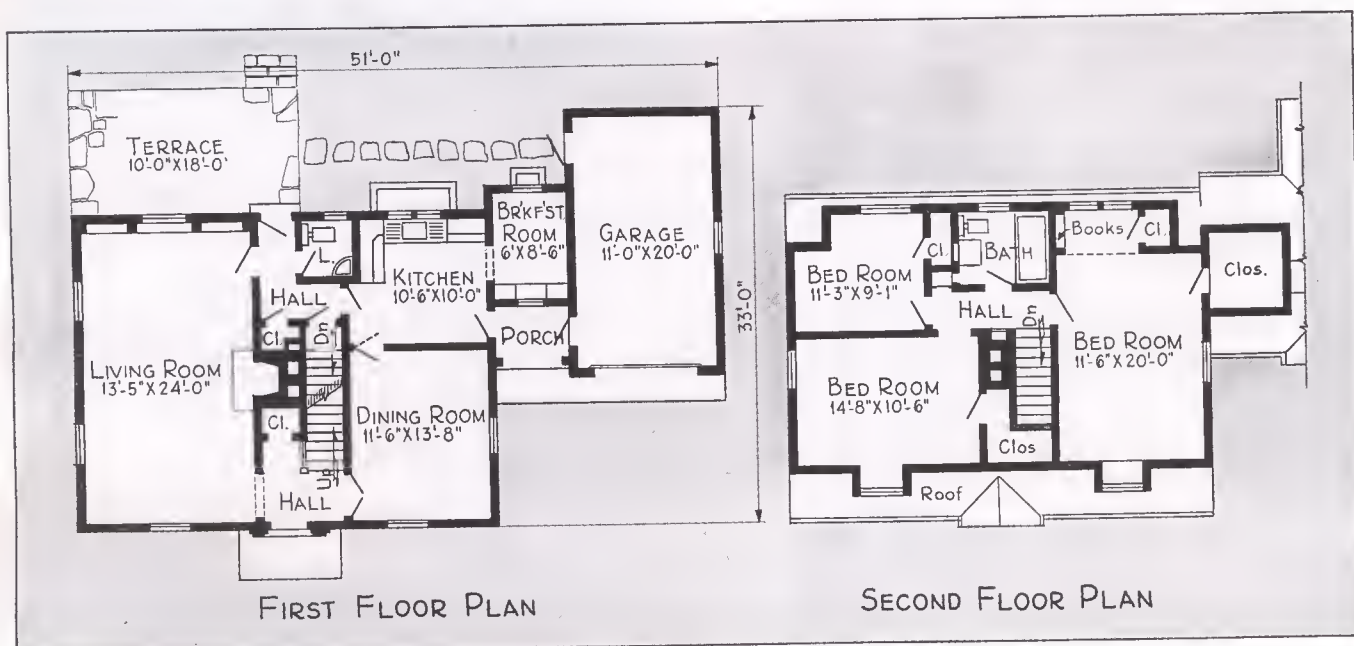 51'-0"
TERRACE
10'-0"X18'-0'
BR'KF'ST.
ROOM
6'X8'-6"
GARAGE
11'-0"X20'-0"
L.
KITCHEN
10'-6"X10'-0"
HALL
Cl.
Dn
PORCH
33'-0"
LIVING ROOM
13'-5"X24'-0"
DINING ROOM
11'-6"X13'-8"
Cl.
Up
HALL
FIRST FLOOR PLAN
Cl.
BATH
Books
Cl.
BED ROOM
11'-3"X9'-1"
Clos.
HALL
Dn
BED ROOM
11'-6"X20'-0"
BED ROOM
14'-8"X10'-6"
Clos
Roof
SECOND FLOOR PLAN